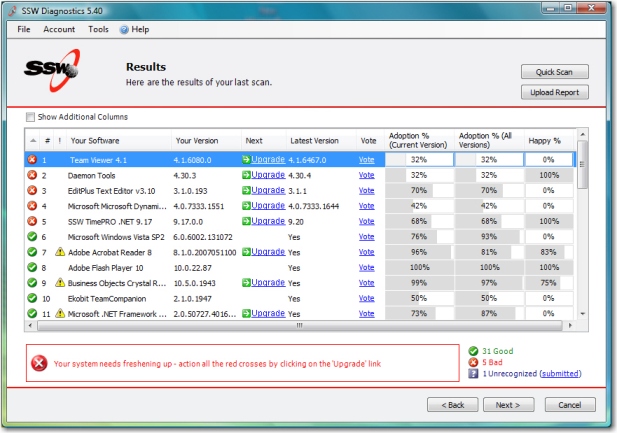 SSW Diagnostics 5.40
File Account Tools Help
SSW
Results
Here are the results of your last scan.
Quick Scan
Upload Report
Show Additional Columns
# ! Your Software Your Version Next Latest Version Vote Adoption % (Current Version) Adoption % (All Versions) Happy %
1 Team Viewer 4.1 4.1.6080.0 Upgrade 4.1.6467.0 Vote 32% 32% 0%
2 Daemon Tools 4.30.3 Upgrade 4.30.4 Vote 32% 32% 100%
3 EditPlus Text Editor v3.10 3.1.0.193 Upgrade 3.1.1 Vote 70% 70% 0%
4 Microsoft Microsoft Dynami... 4.0.7333.1551 Upgrade 4.0.7333.1644 Vote 42% 42% 0%
5 SSW TimePRO .NET 9.17 9.17.0.0 Upgrade 9.20 Vote 68% 68% 100%
6 Microsoft Windows Vista SP2 6.0.6002.131072 Yes Vote 76% 93% 0%
7 Adobe Acrobat Reader 8 8.1.0.2007051100 Upgrade Yes Vote 96% 81% 83%
8 Adobe Flash Player 10 10.0.22.87 Yes Vote 100% 100% 100%
9 Business Objects Crystal R... 10.5.0.1943 Upgrade Yes Vote 99% 97% 75%
10 Ekobit TeamCompanion 2.1.0.1947 Yes Vote 50% 50% 0%
11 Microsoft .NET Framework ... 2.0.50727.4016... Upgrade Yes Vote 73% 87% 0%
Your system needs freshening up - action all the red crosses by clicking on the 'Upgrade' link
31 Good
5 Bad
1 Unrecognized (submitted)
< Back Next > Cancel